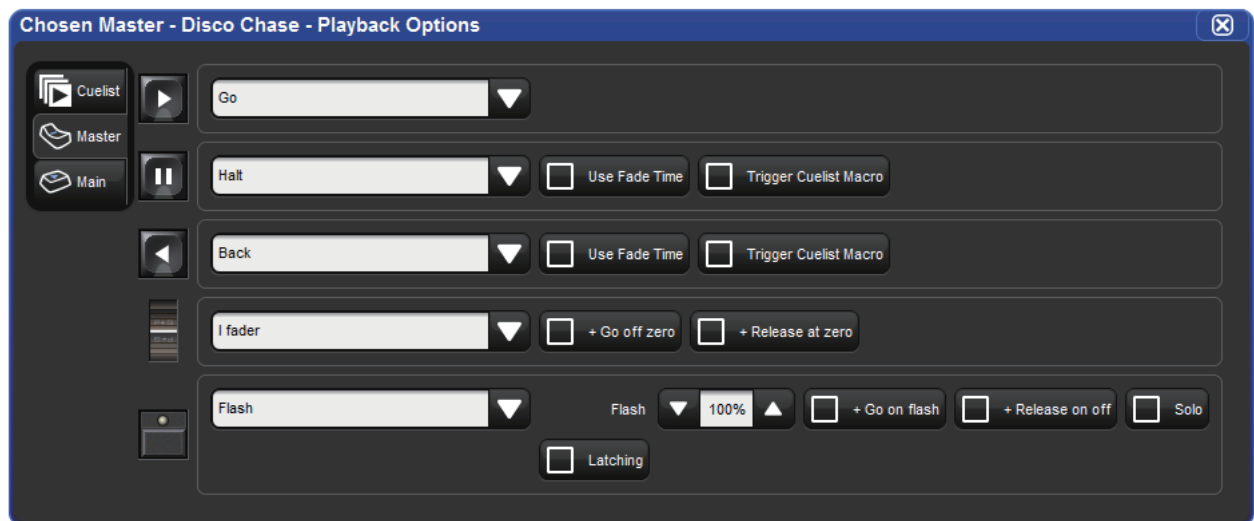 Chosen Master - Disco Chase - Playback Options
Cuelist
Master
Main
Go
Halt Use Fade Time Trigger Cuelist Macro
Back Use Fade Time Trigger Cuelist Macro
I fader + Go off zero + Release at zero
Flash Flash 100% + Go on flash + Release on off Solo
Latching